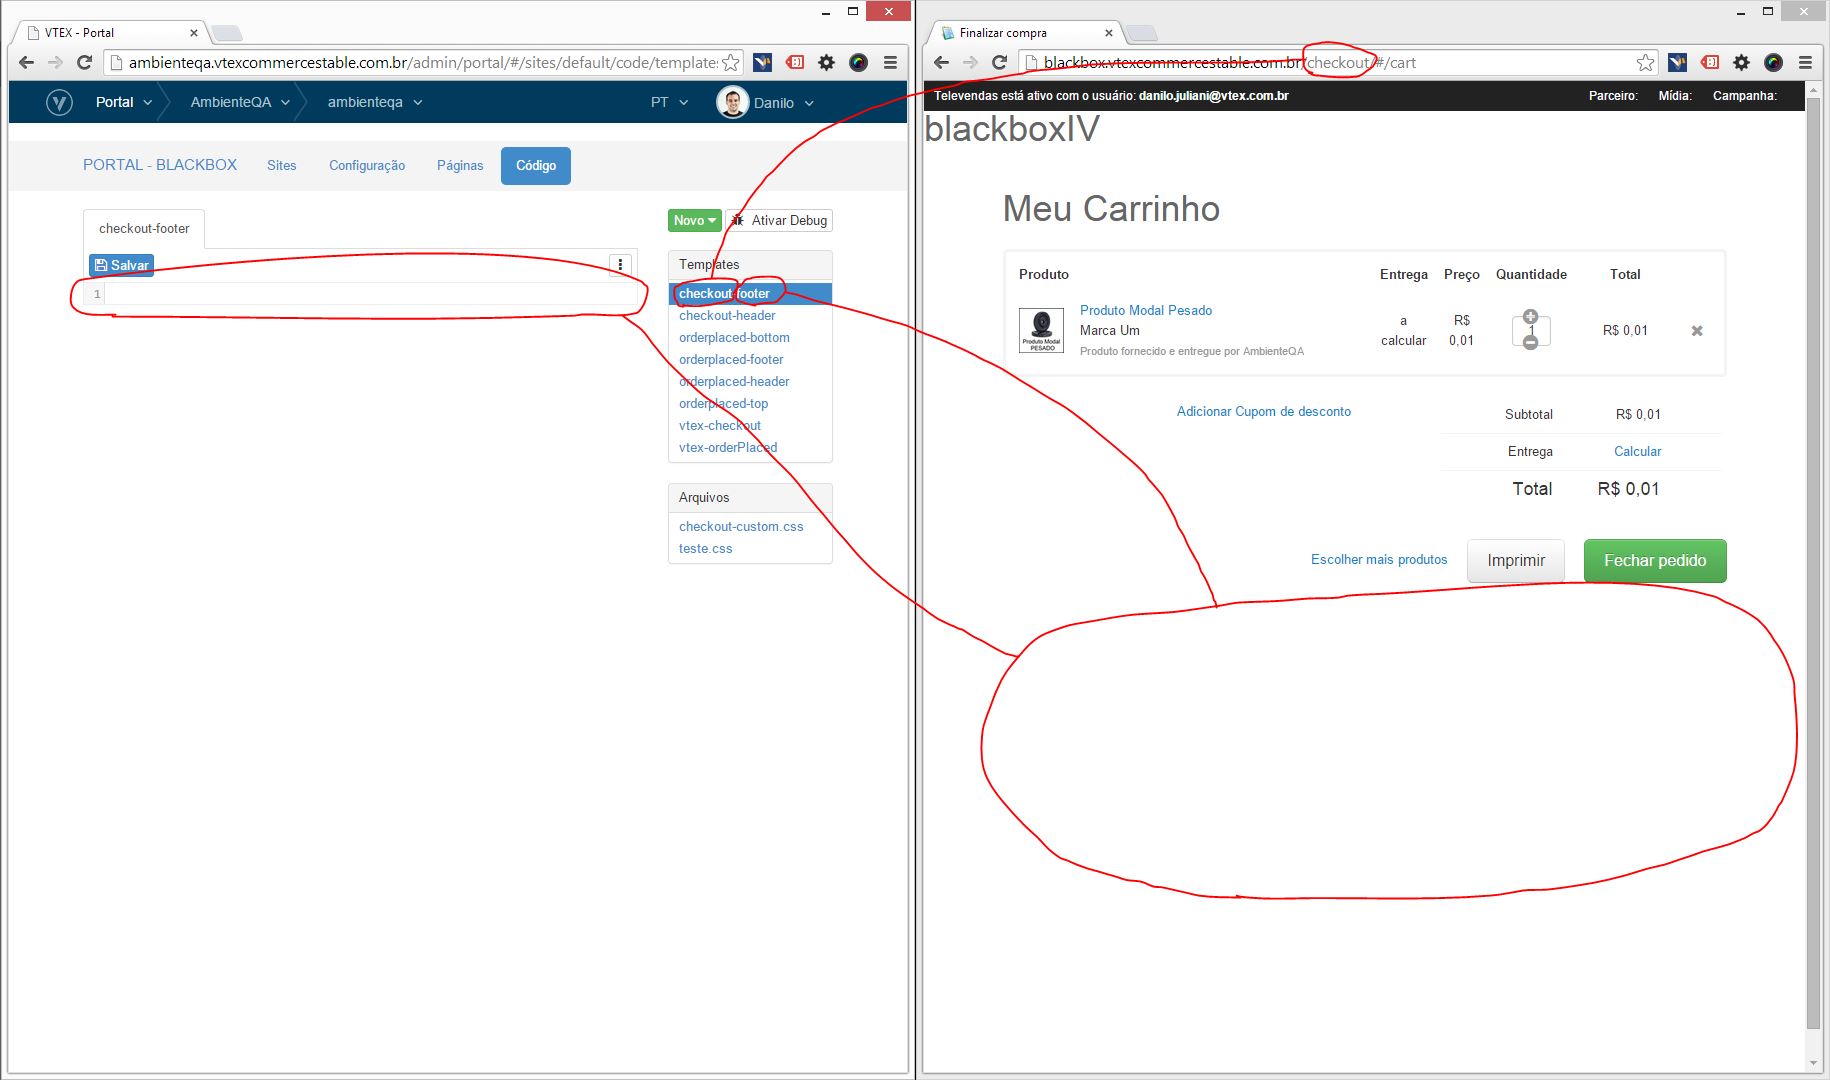 VTEX - Portal
ambienteqa.vtexcommercestable.com.br/admin/portal/#/sites/default/code/template
Portal
AmbienteQA
ambienteqa
PT
Danilo
PORTAL - BLACKBOX
Sites
Configuração
Páginas
Código
checkout-footer
Novo
Ativar Debug
Salvar
1
Templates
checkout-footer
checkout-header
orderplaced-bottom
orderplaced-footer
orderplaced-header
orderplaced-top
vtex-checkout
vtex-orderPlaced
Arquivos
checkout-custom.css
teste.css
Finalizar compra
blackbox.vtexcommercestable.com.br/checkout/#/cart
Televendas está ativo com o usuário: danilo.juliani@vtex.com.br
Parceiro: Mídia: Campanha:
blackboxIV
Meu Carrinho
Produto Entrega Preço Quantidade Total
Produto Modal PESADO
Produto Modal Pesado
Marca Um
Produto fornecido e entregue por AmbienteQA
a calcular
R$ 0,01
1
R$ 0,01
Adicionar Cupom de desconto
Subtotal R$ 0,01
Entrega Calcular
Total R$ 0,01
Escolher mais produtos
Imprimir
Fechar pedido